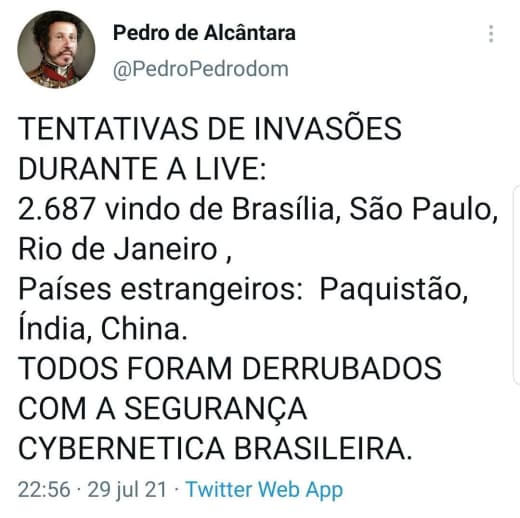 Pedro de Alcântara
@PedroPedrodom
TENTATIVAS DE INVASÕES
DURANTE A LIVE:
2.687 vindo de Brasília, São Paulo,
Rio de Janeiro ,
Países estrangeiros:  Paquistão,
Índia, China.
TODOS FORAM DERRUBADOS
COM A SEGURANÇA
CYBERNETICA BRASILEIRA.
22:56 · 29 jul 21 · Twitter Web App